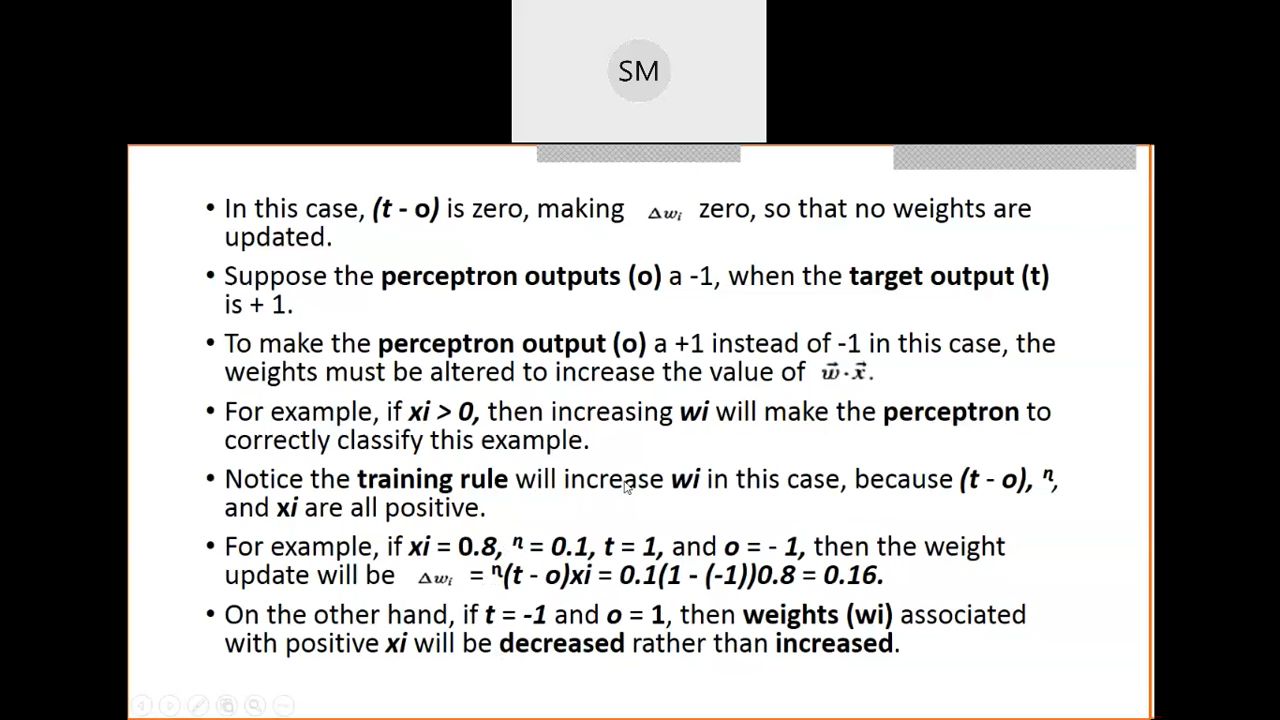 SM
• In this case, (t - o) is zero, making Δwᵢ zero, so that no weights are
updated.
• Suppose the perceptron outputs (o) a -1, when the target output (t)
is + 1.
• To make the perceptron output (o) a +1 instead of -1 in this case, the
weights must be altered to increase the value of w⃗ · x⃗.
• For example, if xi > 0, then increasing wi will make the perceptron to
correctly classify this example.
• Notice the training rule will increase wi in this case, because (t - o), ⁿ,
and xi are all positive.
• For example, if xi = 0.8, ⁿ = 0.1, t = 1, and o = - 1, then the weight
update will be Δwᵢ = ⁿ(t - o)xi = 0.1(1 - (-1))0.8 = 0.16.
• On the other hand, if t = -1 and o = 1, then weights (wi) associated
with positive xi will be decreased rather than increased.